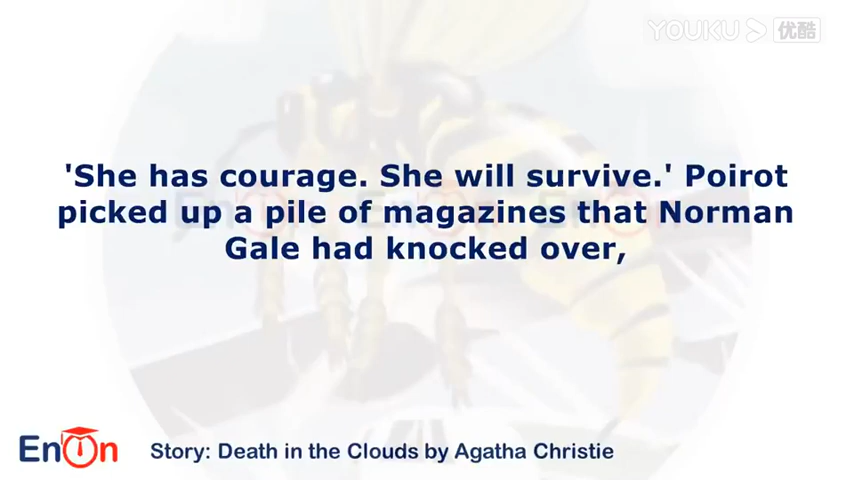 YOUKU 优酷
'She has courage. She will survive.' Poirot
picked up a pile of magazines that Norman
Gale had knocked over,
EnOn
Story: Death in the Clouds by Agatha Christie